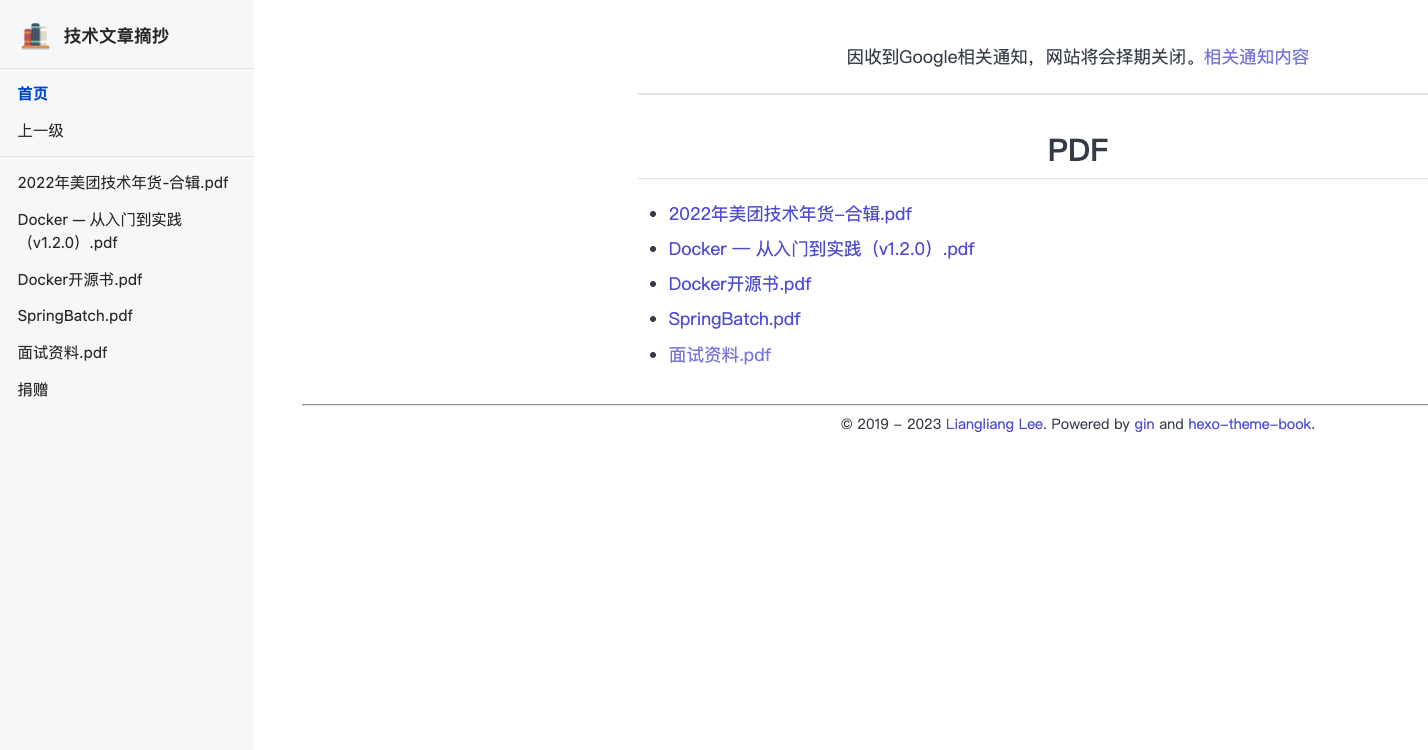 技术文章摘抄
首页
上一级
2022年美团技术年货-合辑.pdf
Docker — 从入门到实践
（v1.2.0）.pdf
Docker开源书.pdf
SpringBatch.pdf
面试资料.pdf
捐赠
因收到Google相关通知，网站将会择期关闭。相关通知内容
PDF
2022年美团技术年货-合辑.pdf
Docker — 从入门到实践（v1.2.0）.pdf
Docker开源书.pdf
SpringBatch.pdf
面试资料.pdf
© 2019 - 2023 Liangliang Lee. Powered by gin and hexo-theme-book.